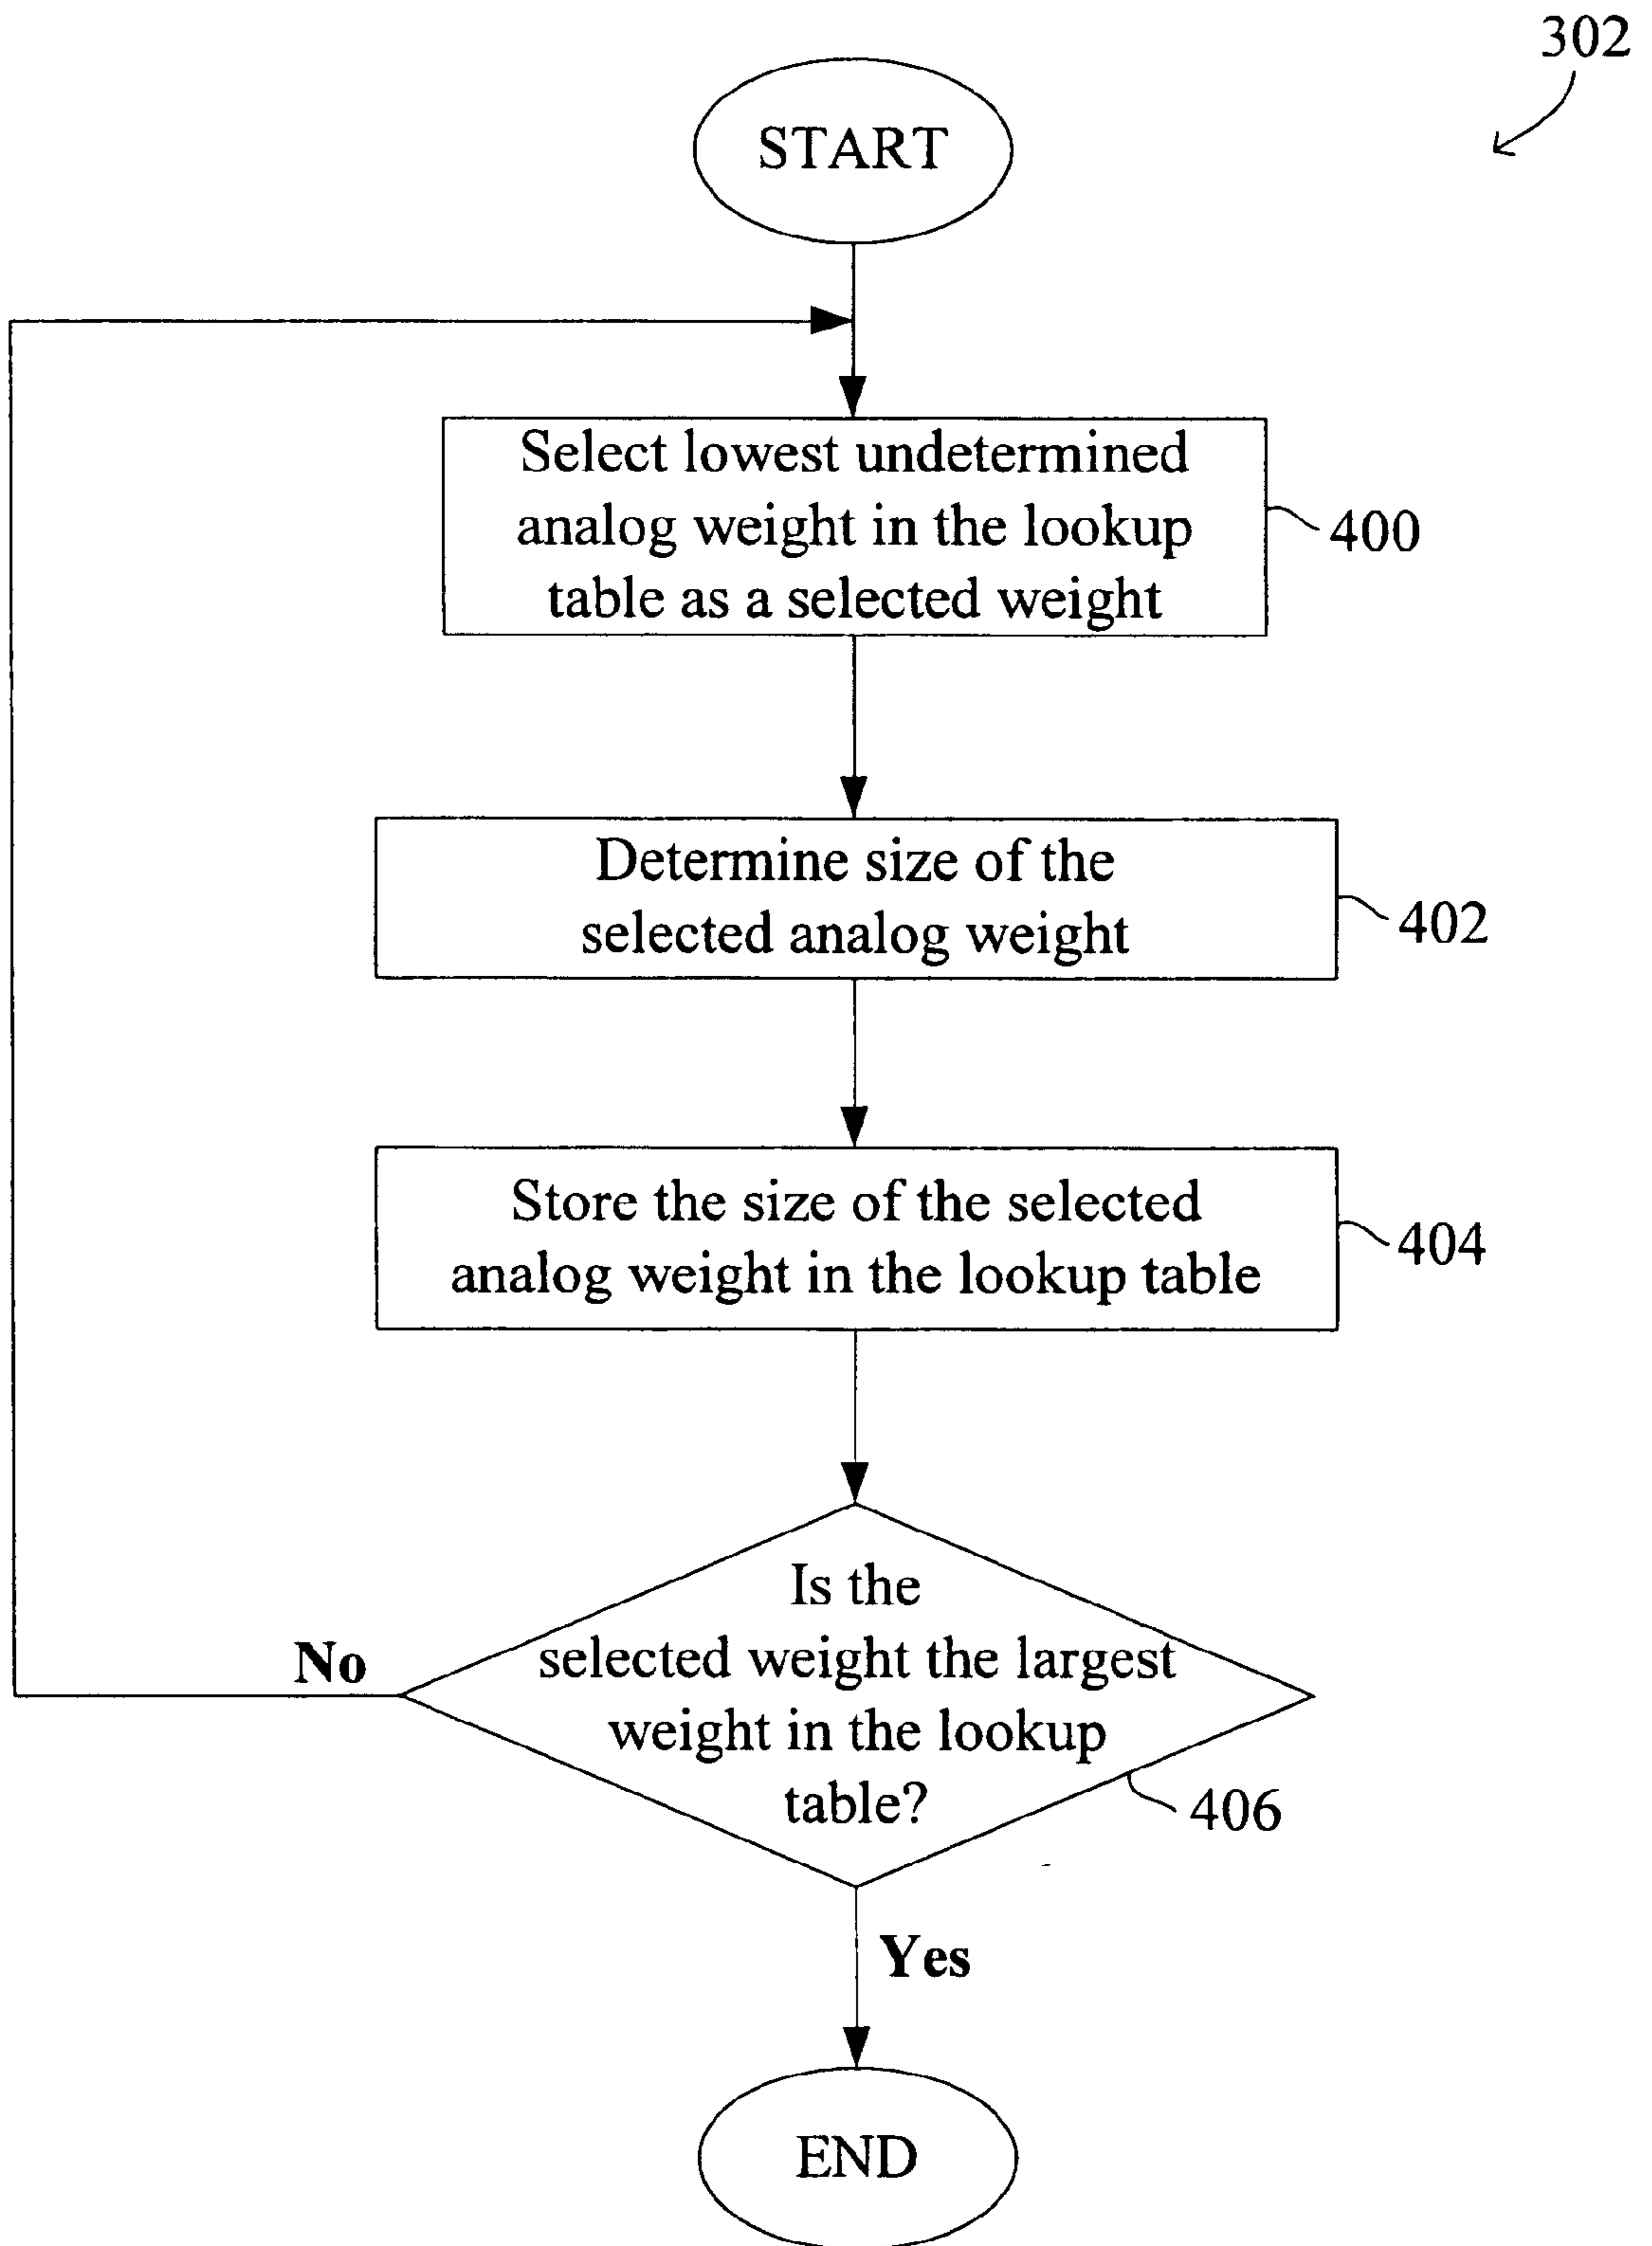 302
START
Select lowest undetermined
analog weight in the lookup
table as a selected weight
400
Determine size of the
selected analog weight
402
Store the size of the selected
analog weight in the lookup table
404
Is the
selected weight the largest
weight in the lookup
table?
No
406
Yes
END